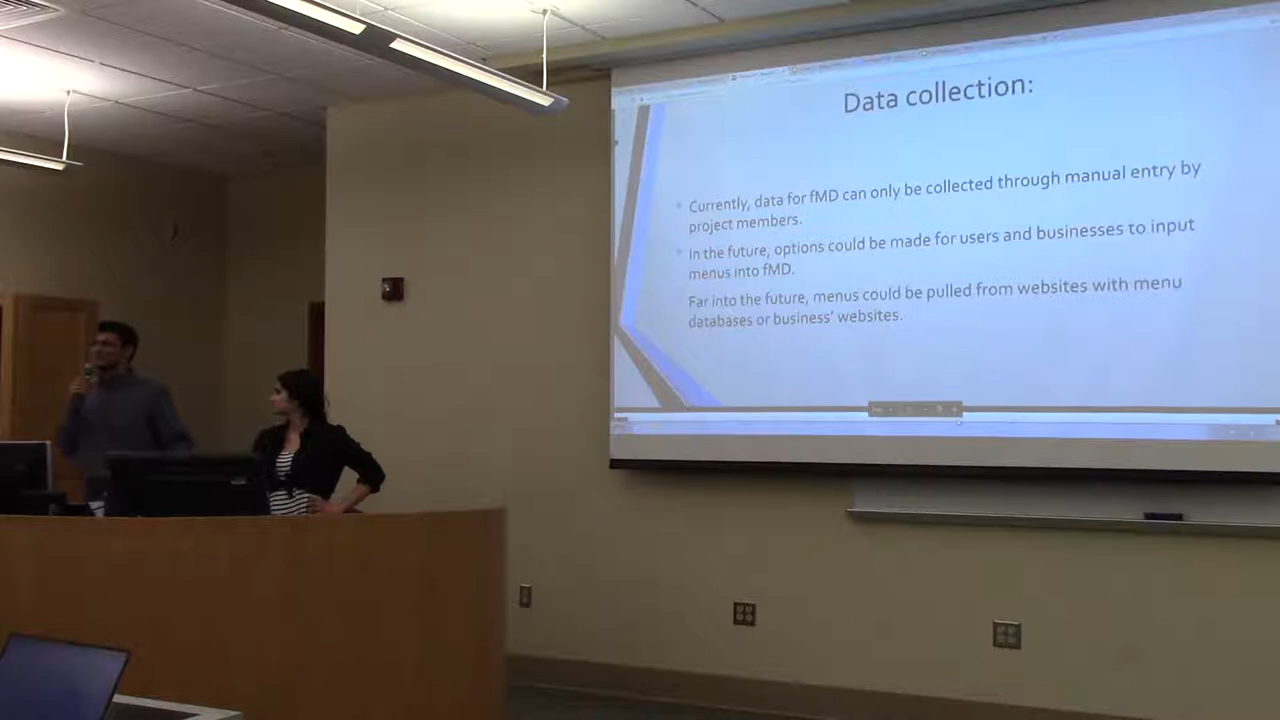 Data collection:
Currently, data for fMD can only be collected through manual entry by
project members.
In the future, options could be made for users and businesses to input
menus into fMD.
Far into the future, menus could be pulled from websites with menu
databases or business' websites.